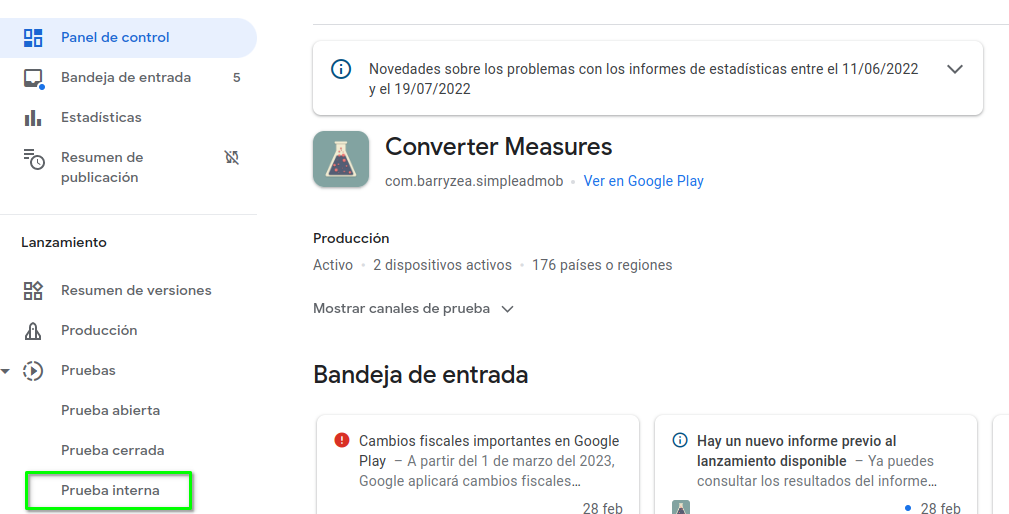 Panel de control
Bandeja de entrada 5
Estadísticas
Resumen de
publicación
Lanzamiento
Resumen de versiones
Producción
Pruebas
Prueba abierta
Prueba cerrada
Prueba interna
Novedades sobre los problemas con los informes de estadísticas entre el 11/06/2022
y el 19/07/2022
Converter Measures
com.barryzea.simpleadmob • Ver en Google Play
Producción
Activo • 2 dispositivos activos • 176 países o regiones
Mostrar canales de prueba
Bandeja de entrada
Cambios fiscales importantes en Google
Play – A partir del 1 de marzo del 2023,
Google aplicará cambios fiscales...
28 feb
Hay un nuevo informe previo al
lanzamiento disponible – Ya puedes
consultar los resultados del informe...
28 feb